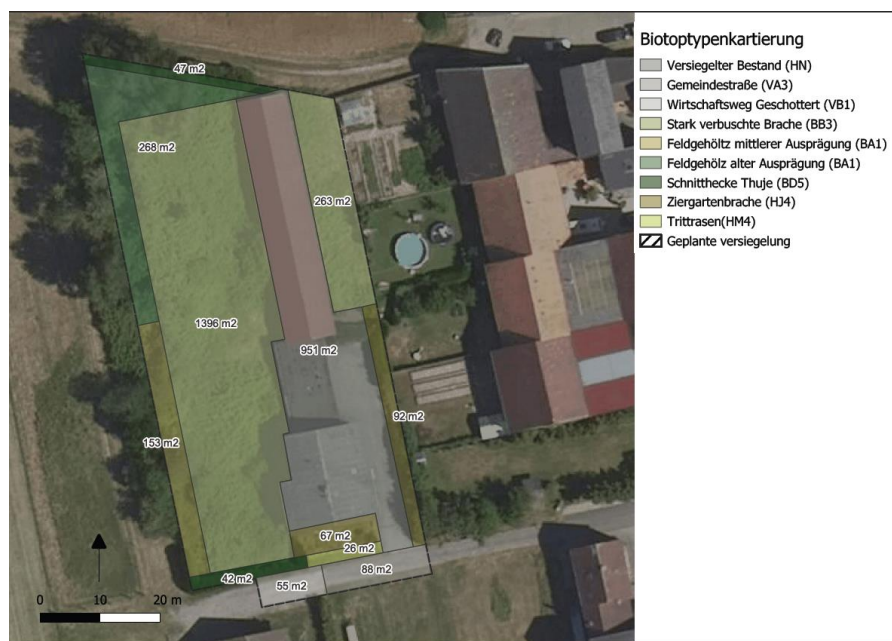 Biotoptypenkartierung
Versiegelter Bestand (HN)
Gemeindestraße (VA3)
Wirtschaftsweg Geschottert (VB1)
Stark verbuschte Brache (BB3)
Feldgehöltz mittlerer Ausprägung (BA1)
Feldgehölz alter Ausprägung (BA1)
Schnitthecke Thuje (BD5)
Ziergartenbrache (HJ4)
Trittrasen(HM4)
Geplante versiegelung
47 m2
268 m2
263 m2
1396 m2
951 m2
92 m2
153 m2
67 m2
26 m2
42 m2
55 m2
88 m2
0 10 20 m